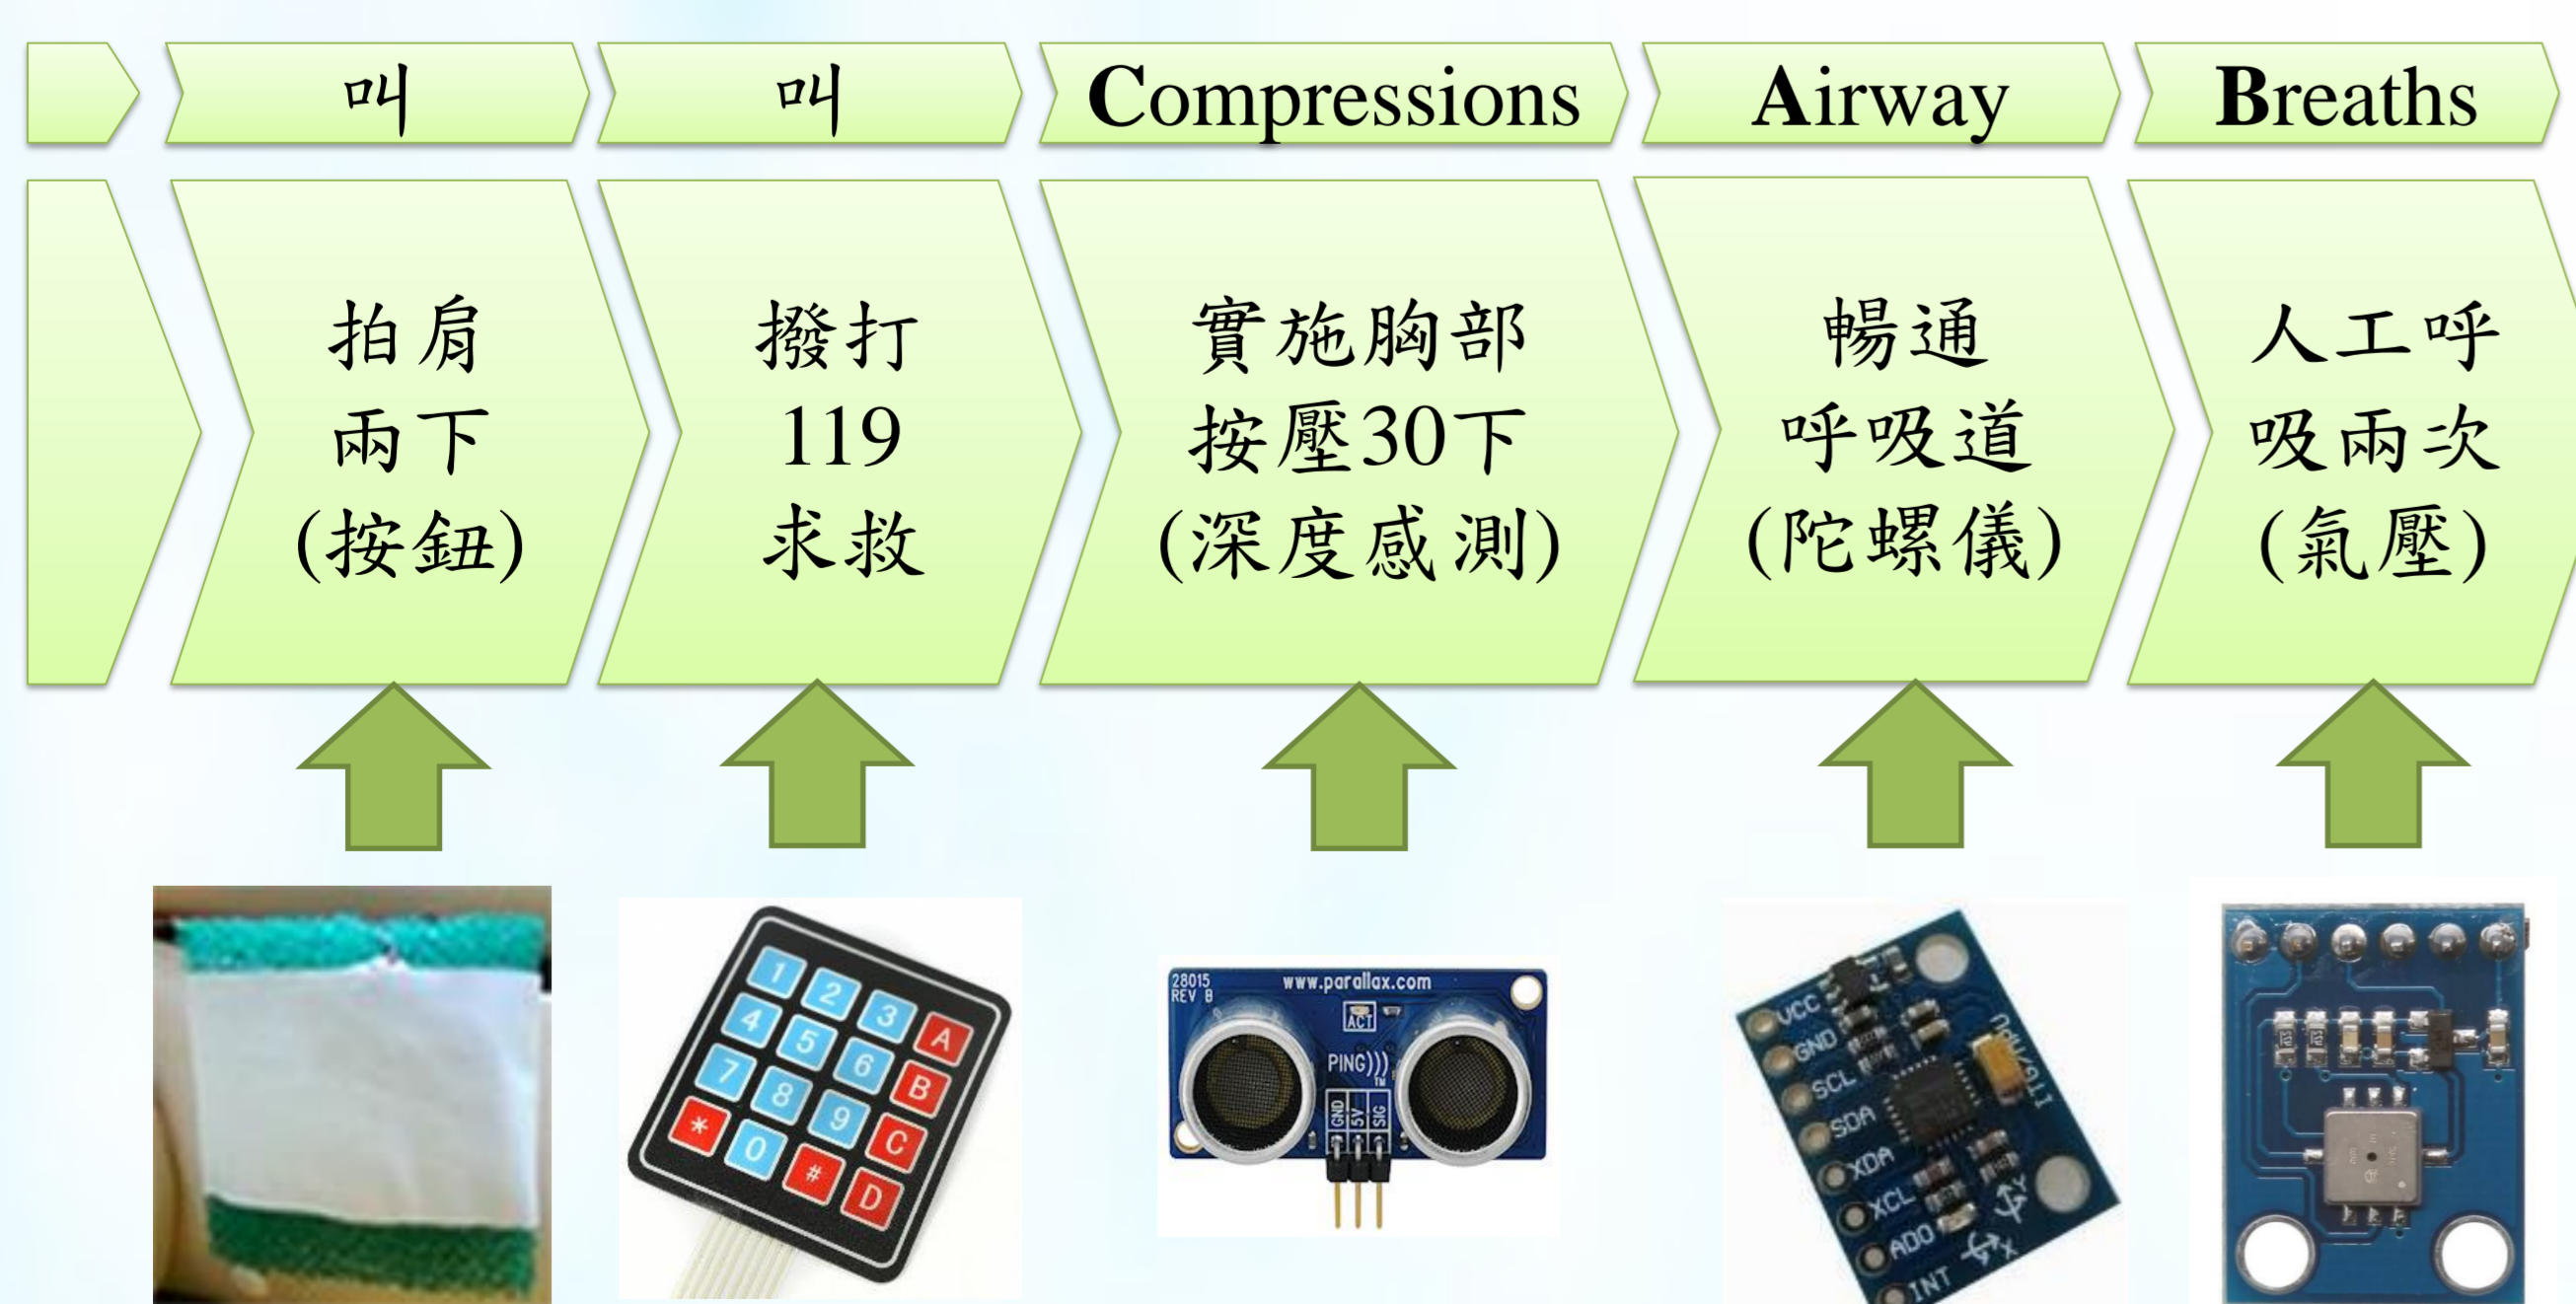 叫
叫
Compressions
Airway
Breaths
拍肩
兩下
(按鈕)
撥打
119
求救
實施胸部
按壓30下
(深度感測)
暢通
呼吸道
(陀螺儀)
人工呼
吸兩次
(氣壓)
1 2 3 A
4 5 6 B
7 8 9 C
* 0 # D
28015
REV B
www.parallax.com
ACT
PING)))
TM
GND
5V
SIG
VCC
GND
SCL
SDA
XDA
XCL
ADO
INT
Y
X